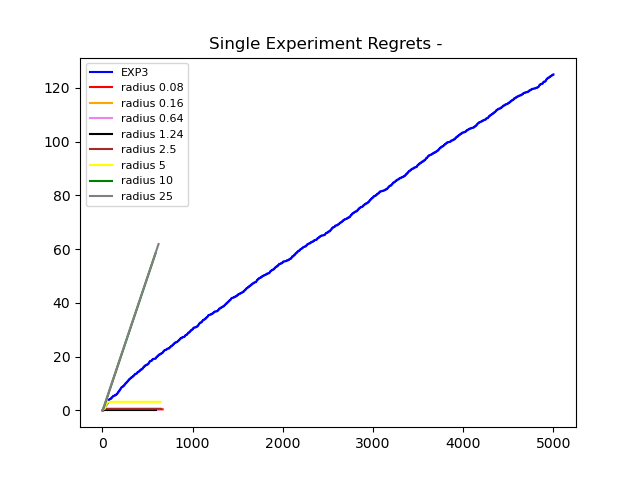 Single Experiment Regrets -
EXP3
radius 0.08
radius 0.16
radius 0.64
radius 1.24
radius 2.5
radius 5
radius 10
radius 25
120
100
80
60
40
20
0
0 1000 2000 3000 4000 5000